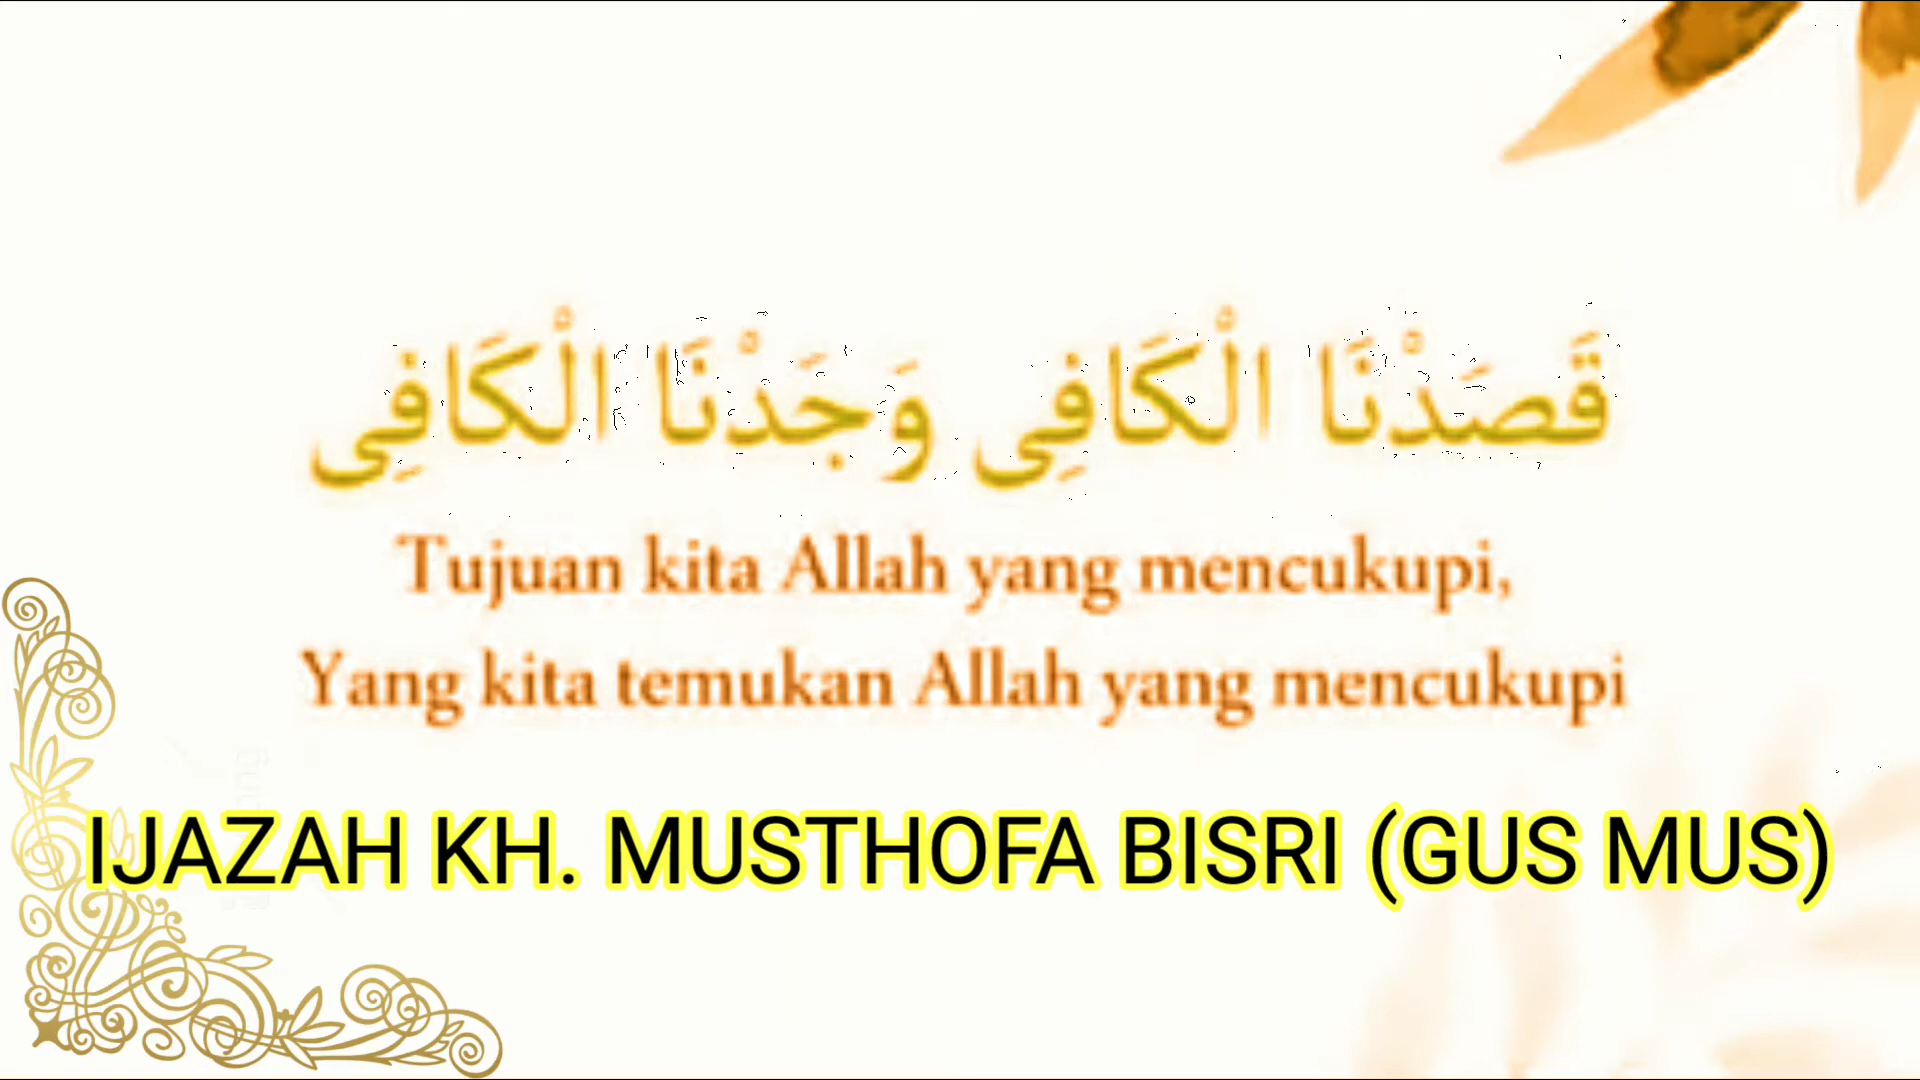 قَصَدْنَا الْكَافِى وَجَدْنَا الْكَافِى
Tujuan kita Allah yang mencukupi,
Yang kita temukan Allah yang mencukupi
IJAZAH KH. MUSTHOFA BISRI (GUS MUS)